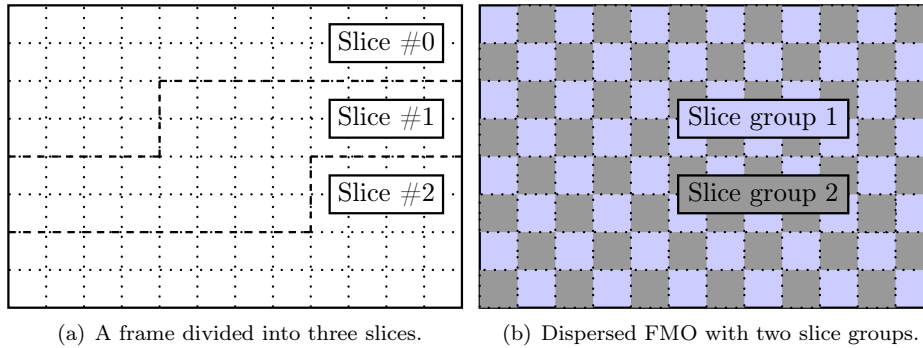 Slice #0
Slice #1
Slice #2
Slice group 1
Slice group 2
(a) A frame divided into three slices.
(b) Dispersed FMO with two slice groups.